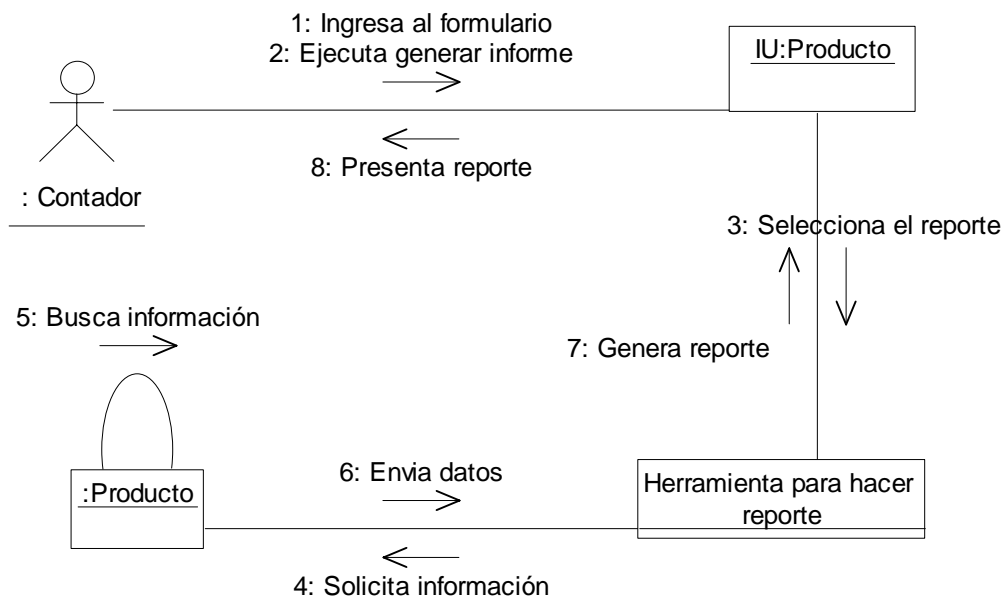 1: Ingresa al formulario
2: Ejecuta generar informe
IU:Producto
8: Presenta reporte
: Contador
3: Selecciona el reporte
5: Busca información
7: Genera reporte
6: Envia datos
:Producto
Herramienta para hacer
reporte
4: Solicita información